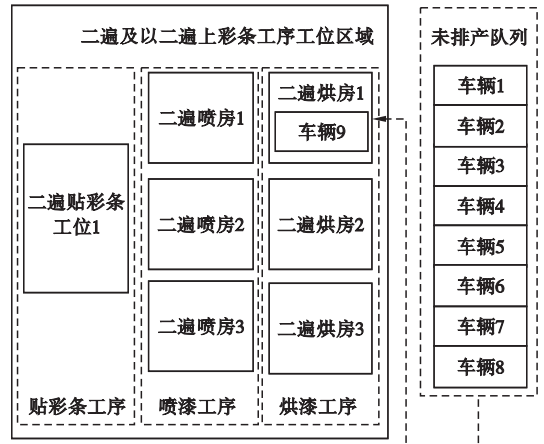 二遍及以二遍上彩条工序工位区域
二遍贴彩条
工位1
贴彩条工序
二遍喷房1
二遍喷房2
二遍喷房3
喷漆工序
二遍烘房1
车辆9
二遍烘房2
二遍烘房3
烘漆工序
未排产队列
车辆1
车辆2
车辆3
车辆4
车辆5
车辆6
车辆7
车辆8